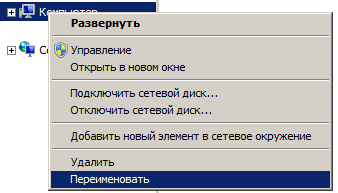 Компьютер
Развернуть
Управление
Открыть в новом окне
Подключить сетевой диск...
Отключить сетевой диск...
Добавить новый элемент в сетевое окружение
Удалить
Переименовать